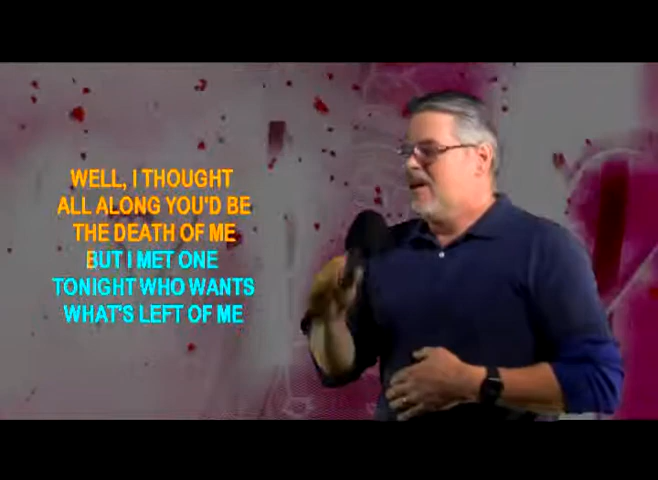 WELL, I THOUGHT
ALL ALONG YOU'D BE
THE DEATH OF ME
BUT I MET ONE
TONIGHT WHO WANTS
WHAT'S LEFT OF ME